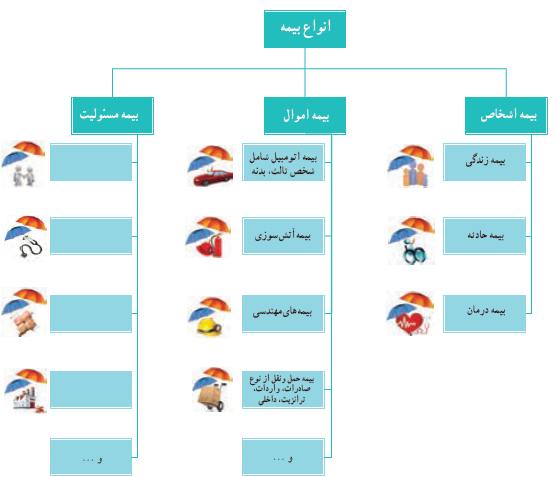 انواع بیمه
بیمه اشخاص
بیمه اموال
بیمه مسئولیت
بیمه زندگی
بیمه حادثه
بیمه درمان
بیمه اتومبیل شامل
شخص ثالث، بدنه
بیمه آتش‌سوزی
بیمه‌های مهندسی
بیمه حمل ونقل از نوع
صادرات، واردات،
ترانزیت، داخلی
و ...
و ...